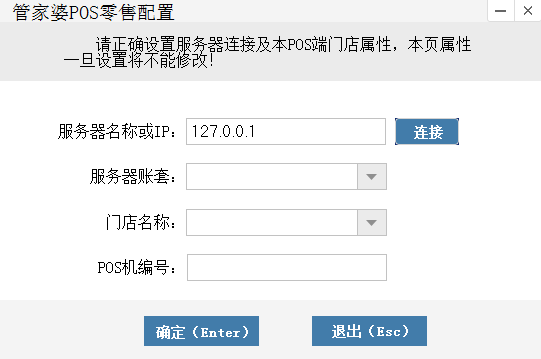 管家婆POS零售配置
请正确设置服务器连接及本POS端门店属性，本页属性
一旦设置将不能修改!
服务器名称或IP: 127.0.0.1 连接
服务器账套:
门店名称:
POS机编号:
确定（Enter） 退出（Esc）